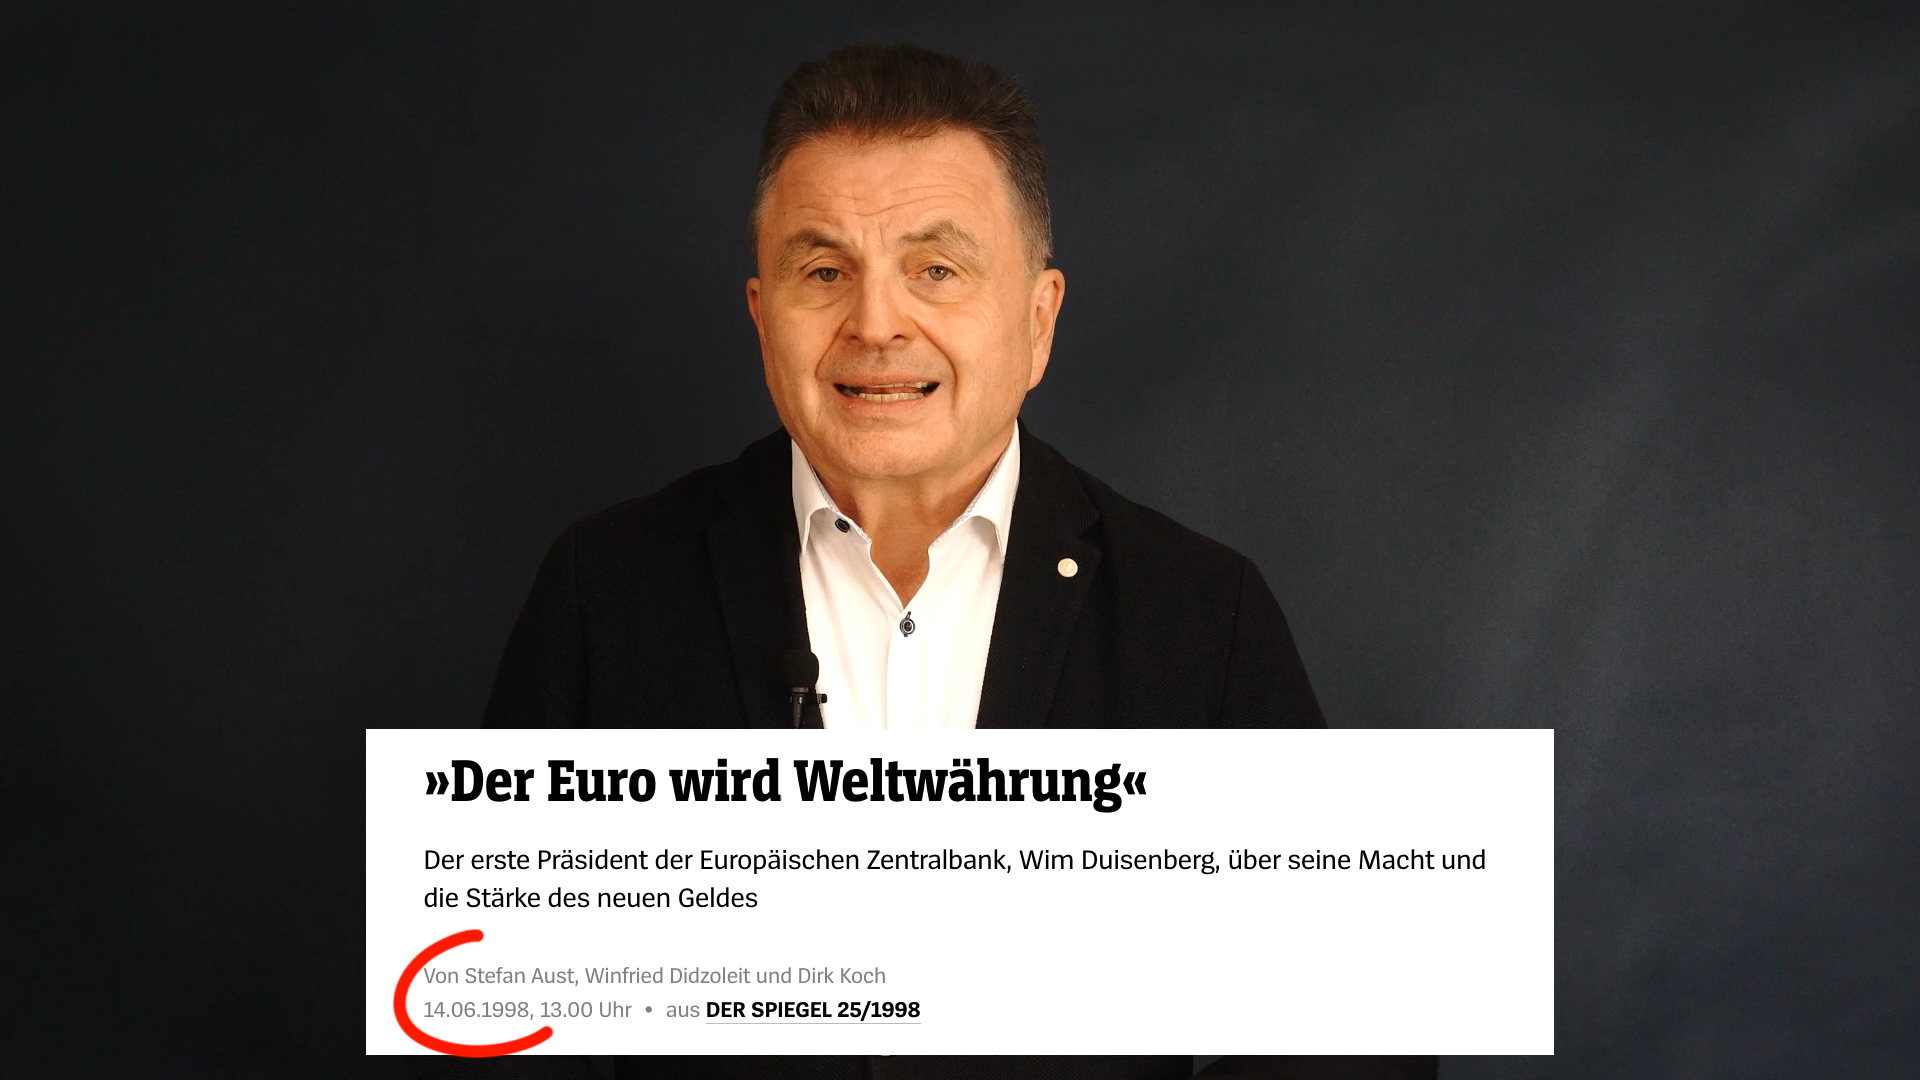 »Der Euro wird Weltwährung«
Der erste Präsident der Europäischen Zentralbank, Wim Duisenberg, über seine Macht und
die Stärke des neuen Geldes
Von Stefan Aust, Winfried Didzoleit und Dirk Koch
14.06.1998, 13.00 Uhr • aus DER SPIEGEL 25/1998